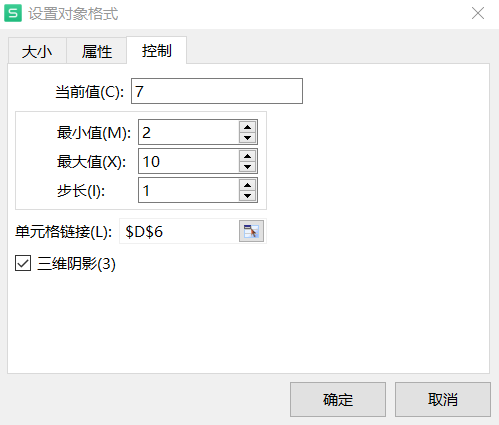 S 设置对象格式
大小 属性 控制
当前值(C): 7
最小值(M): 2
最大值(X): 10
步长(I): 1
单元格链接(L): $D$6
三维阴影(3)
确定 取消